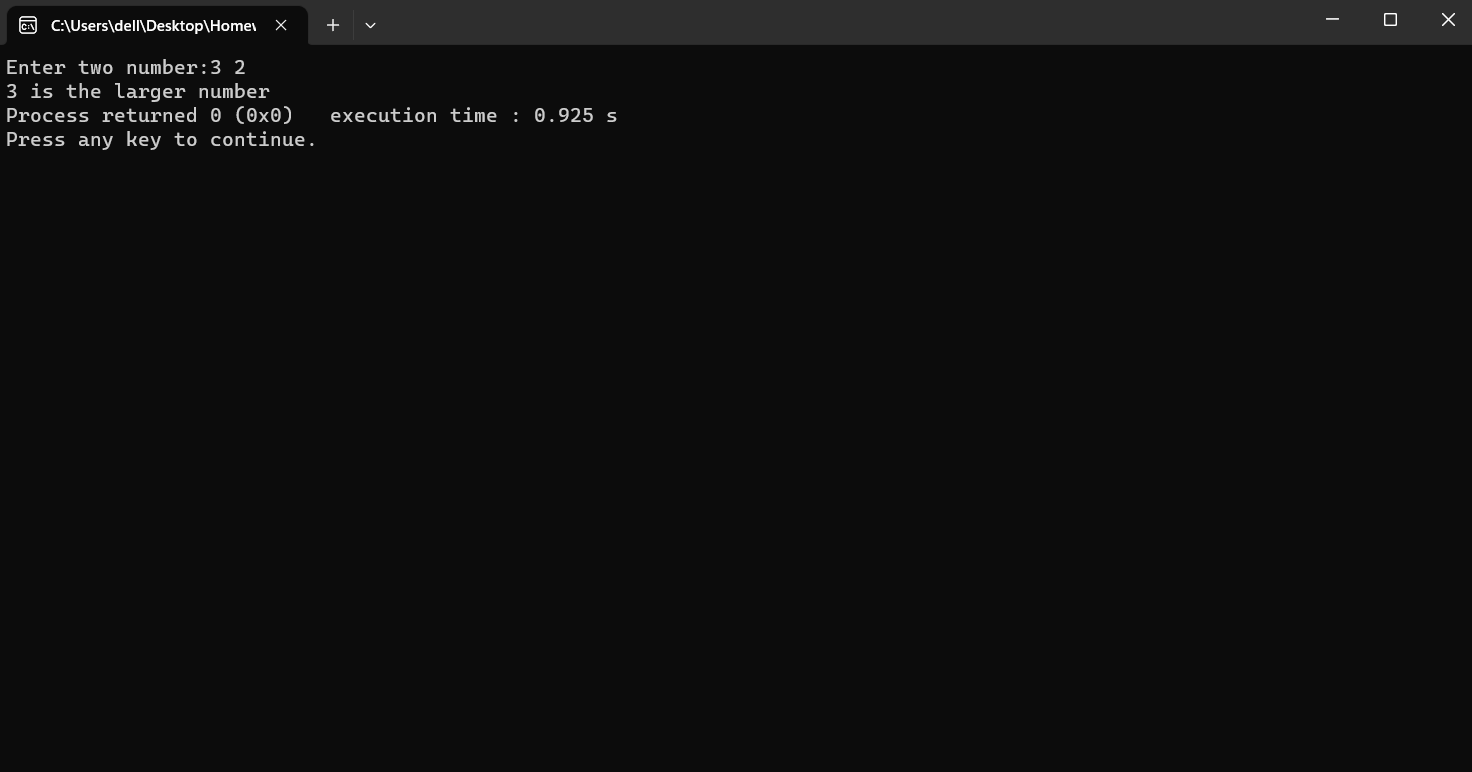 C:\Users\dell\Desktop\Homew
Enter two number:3 2
3 is the larger number
Process returned 0 (0x0)   execution time : 0.925 s
Press any key to continue.